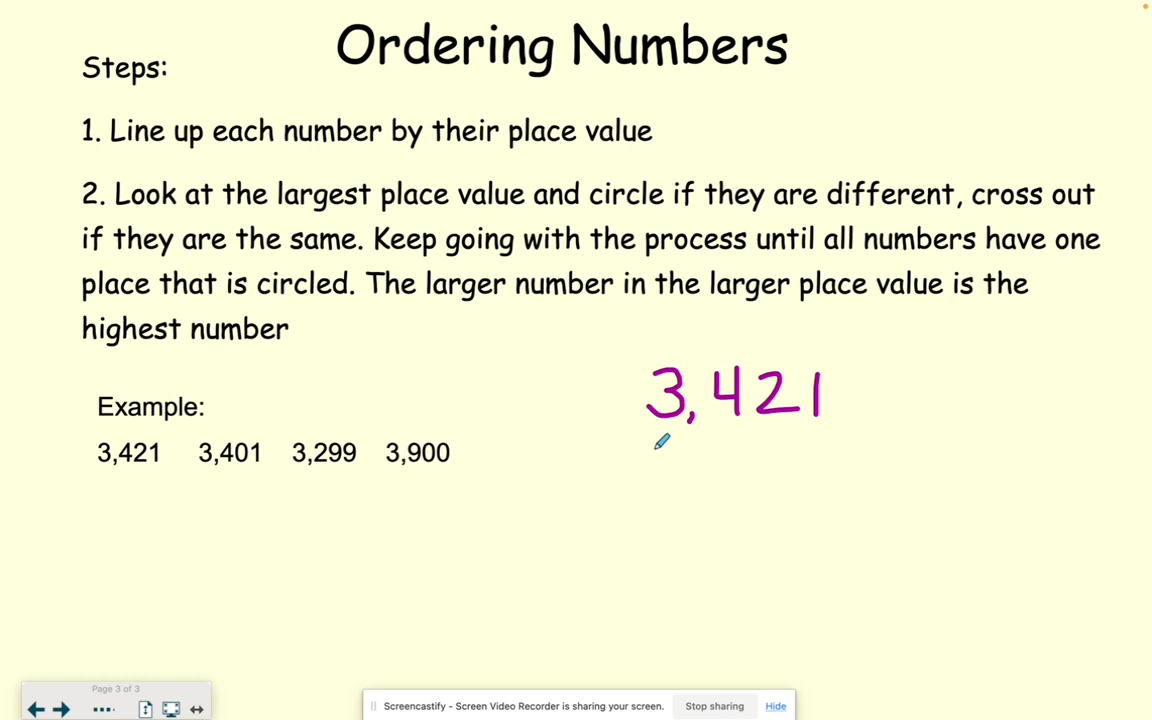 Ordering Numbers
Steps:
1. Line up each number by their place value
2. Look at the largest place value and circle if they are different, cross out
if they are the same. Keep going with the process until all numbers have one
place that is circled. The larger number in the larger place value is the
highest number
3,421
Example:
3,421 3,401 3,299 3,900
Page 3 of 3
Screencastify - Screen Video Recorder is sharing your screen. Stop sharing Hide